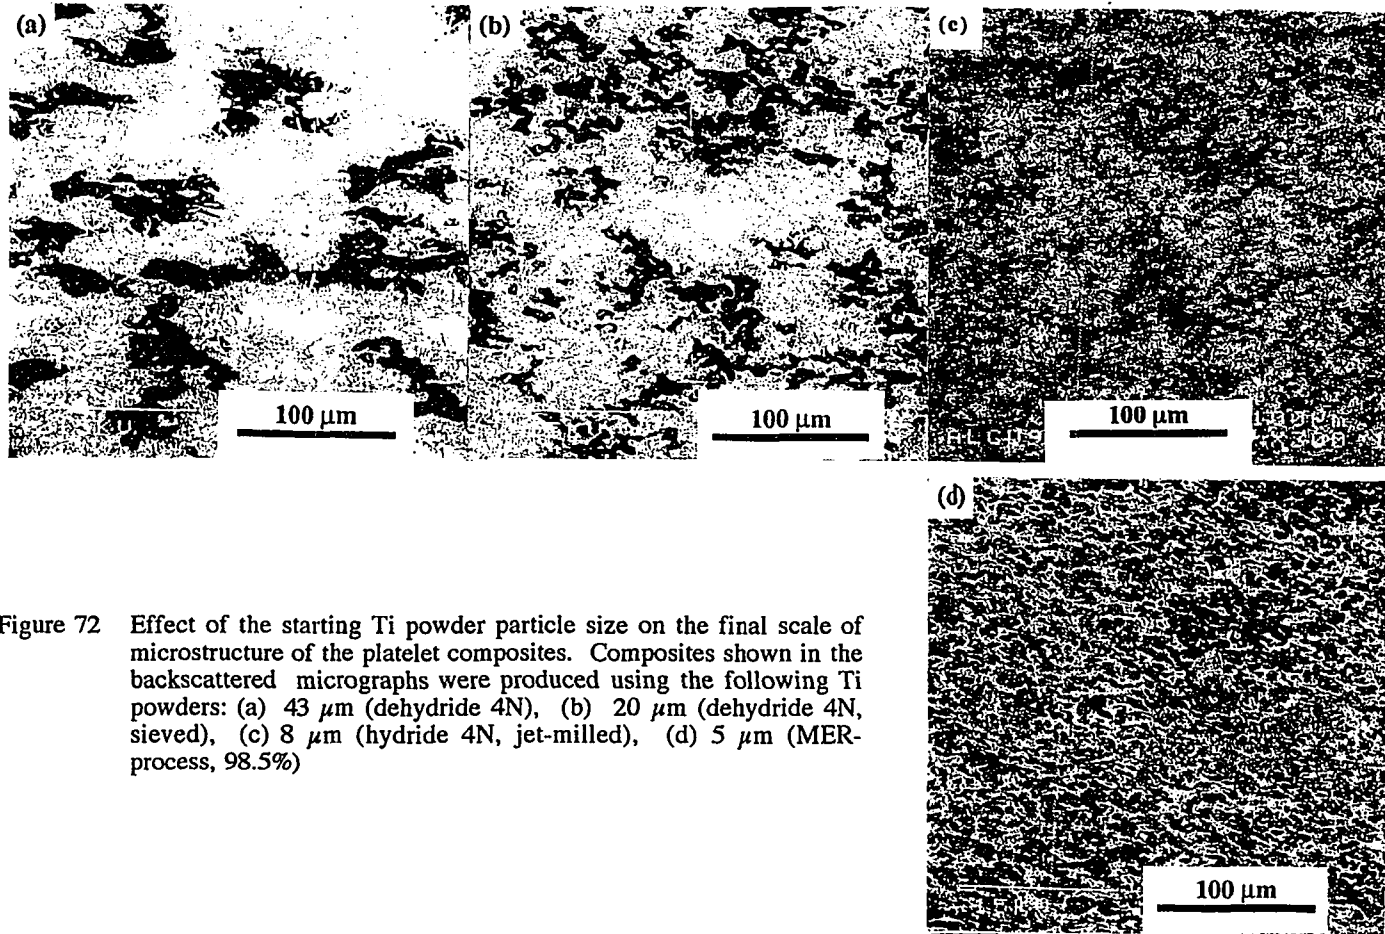 (a)
(b)
(c)
100 μm
100 μm
100 μm
(d)
100 μm
Figure 72 Effect of the starting Ti powder particle size on the final scale of
microstructure of the platelet composites. Composites shown in the
backscattered micrographs were produced using the following Ti
powders: (a) 43 μm (dehydride 4N), (b) 20 μm (dehydride 4N,
sieved), (c) 8 μm (hydride 4N, jet-milled), (d) 5 μm (MER-
process, 98.5%)